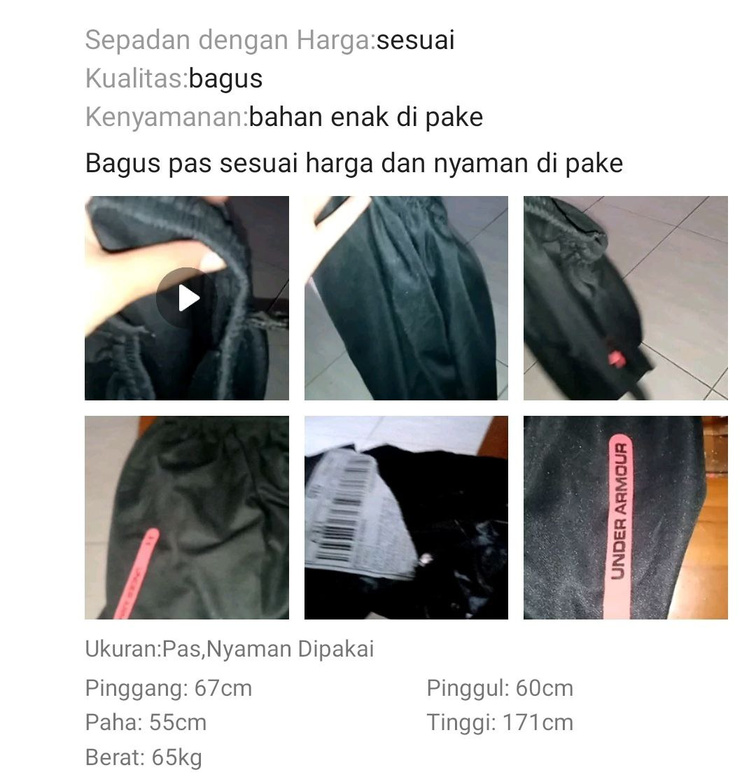 Sepadan dengan Harga:sesuai
Kualitas:bagus
Kenyamanan:bahan enak di pake
Bagus pas sesuai harga dan nyaman di pake
UNDER ARMOUR
Ukuran:Pas,Nyaman Dipakai
Pinggang: 67cm
Pinggul: 60cm
Paha: 55cm
Tinggi: 171cm
Berat: 65kg